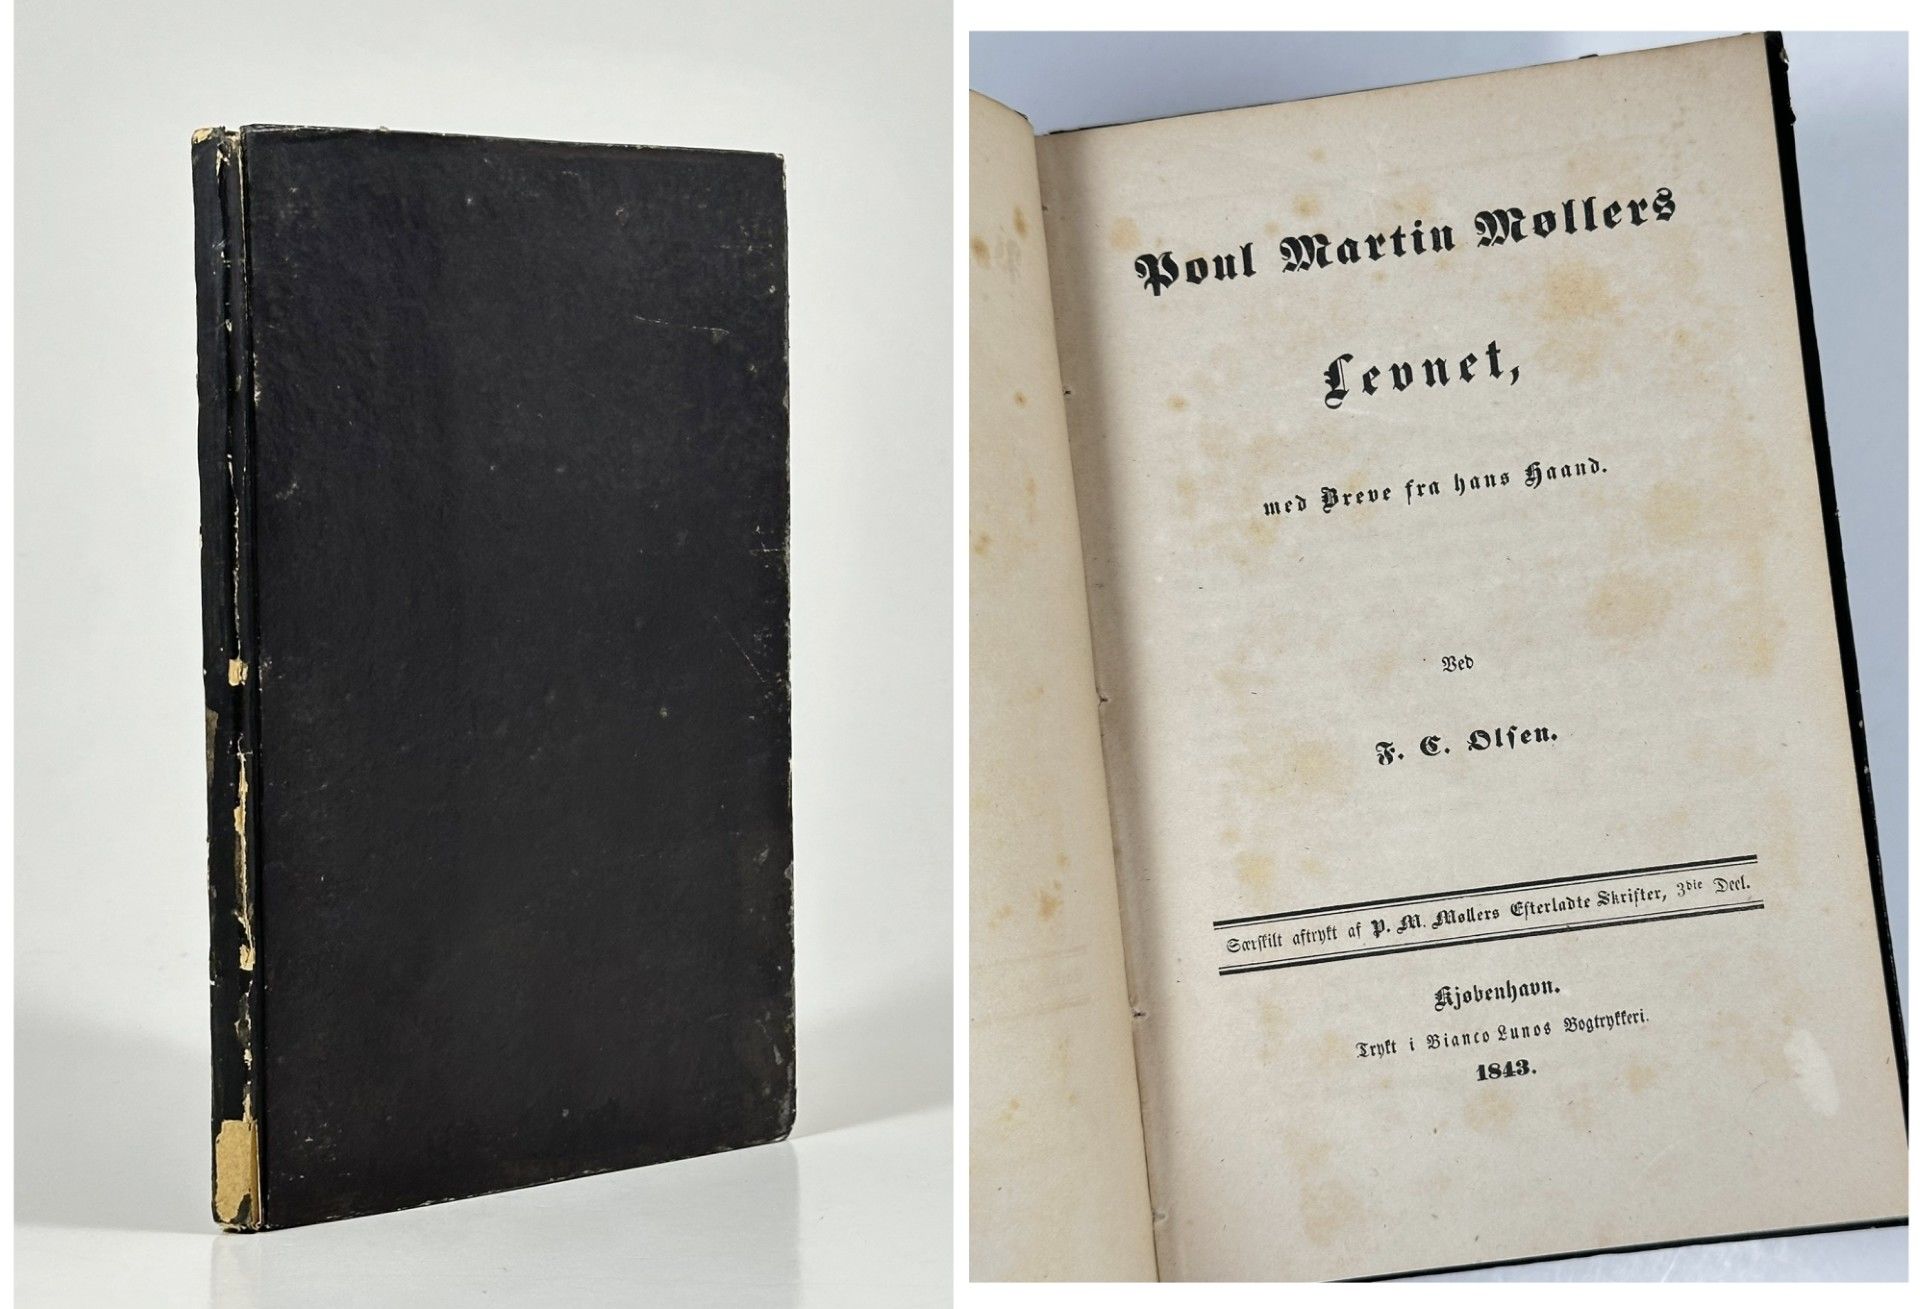 Poul Martin Møllers
Levnet,
med Breve fra hans Haand.
Ved
F. C. Olsen.
Særskilt aftrykt af P. M. Møllers Efterladte Skrifter, 3die Deel.
Kjøbenhavn.
Trykt i Bianco Lunos Bogtrykkeri.
1843.